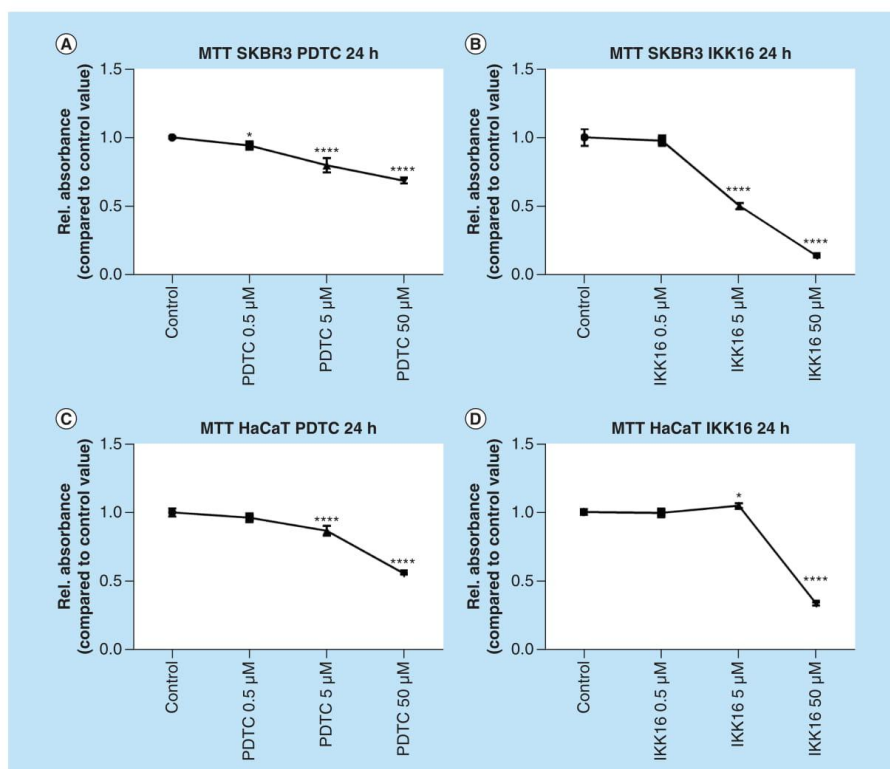 A
MTT SKBR3 PDTC 24 h
Rel. absorbance
(compared to control value)
1.5
1.0
0.5
0.0
*
****
****
Control
PDTC 0.5 µM
PDTC 5 µM
PDTC 50 µM
B
MTT SKBR3 IKK16 24 h
Rel. absorbance
(compared to control value)
1.5
1.0
0.5
0.0
****
****
Control
IKK16 0.5 µM
IKK16 5 µM
IKK16 50 µM
C
MTT HaCaT PDTC 24 h
Rel. absorbance
(compared to control value)
1.5
1.0
0.5
0.0
****
****
Control
PDTC 0.5 µM
PDTC 5 µM
PDTC 50 µM
D
MTT HaCaT IKK16 24 h
Rel. absorbance
(compared to control value)
1.5
1.0
0.5
0.0
*
****
Control
IKK16 0.5 µM
IKK16 5 µM
IKK16 50 µM